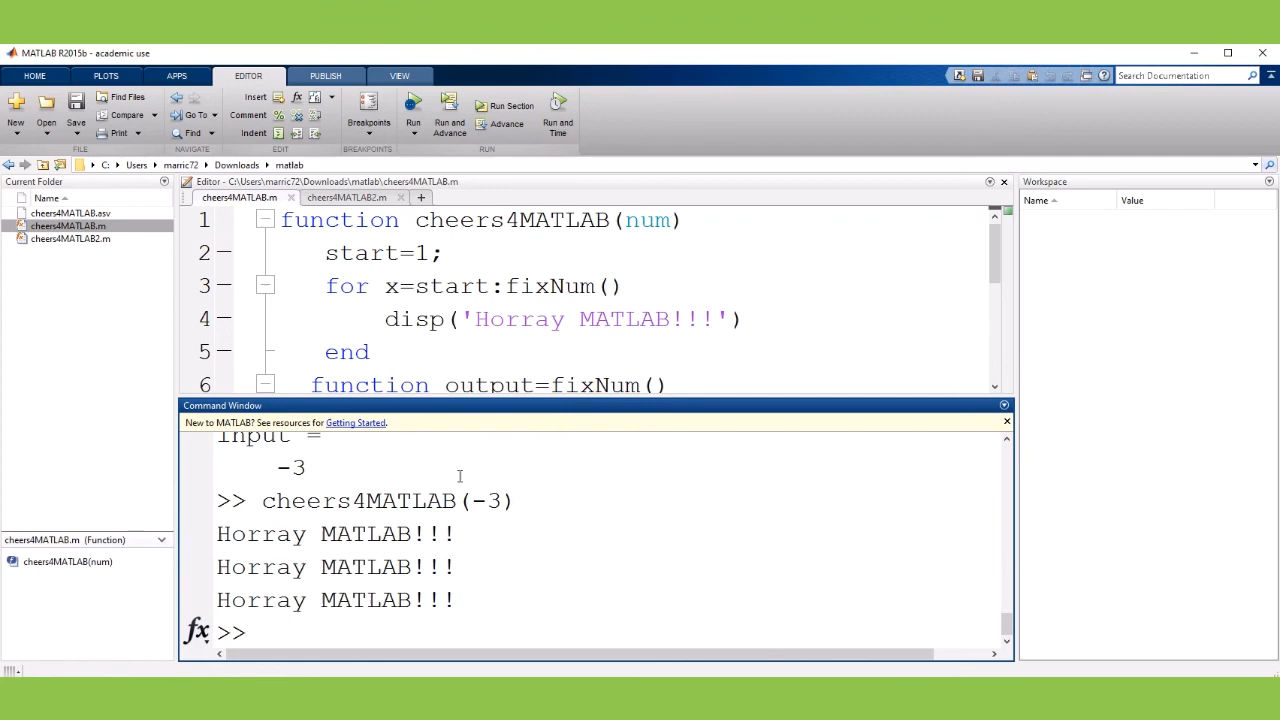 MATLAB R2015b - academic use
HOME PLOTS APPS EDITOR PUBLISH VIEW
Search Documentation
New Open Save
Find Files
Compare
Print
FILE
Go To
Find
NAVIGATE
Insert
Comment
Indent
EDIT
Breakpoints
BREAKPOINTS
Run
Run and
Advance
Run Section
Advance
Run and
Time
RUN
C: Users marric72 Downloads matlab
Current Folder
Name
cheers4MATLAB.asv
cheers4MATLAB.m
cheers4MATLAB2.m
Editor - C:\Users\marric72\Downloads\matlab\cheers4MATLAB.m
cheers4MATLAB.m cheers4MATLAB2.m
1 function cheers4MATLAB(num)
2 start=1;
3 for x=start:fixNum()
4 disp('Horray MATLAB!!!')
5 end
6 function output=fixNum()
Command Window
New to MATLAB? See resources for Getting Started.
Input =
-3
>> cheers4MATLAB(-3)
Horray MATLAB!!!
Horray MATLAB!!!
Horray MATLAB!!!
fx >>
Workspace
Name Value
cheers4MATLAB.m (Function)
cheers4MATLAB(num)